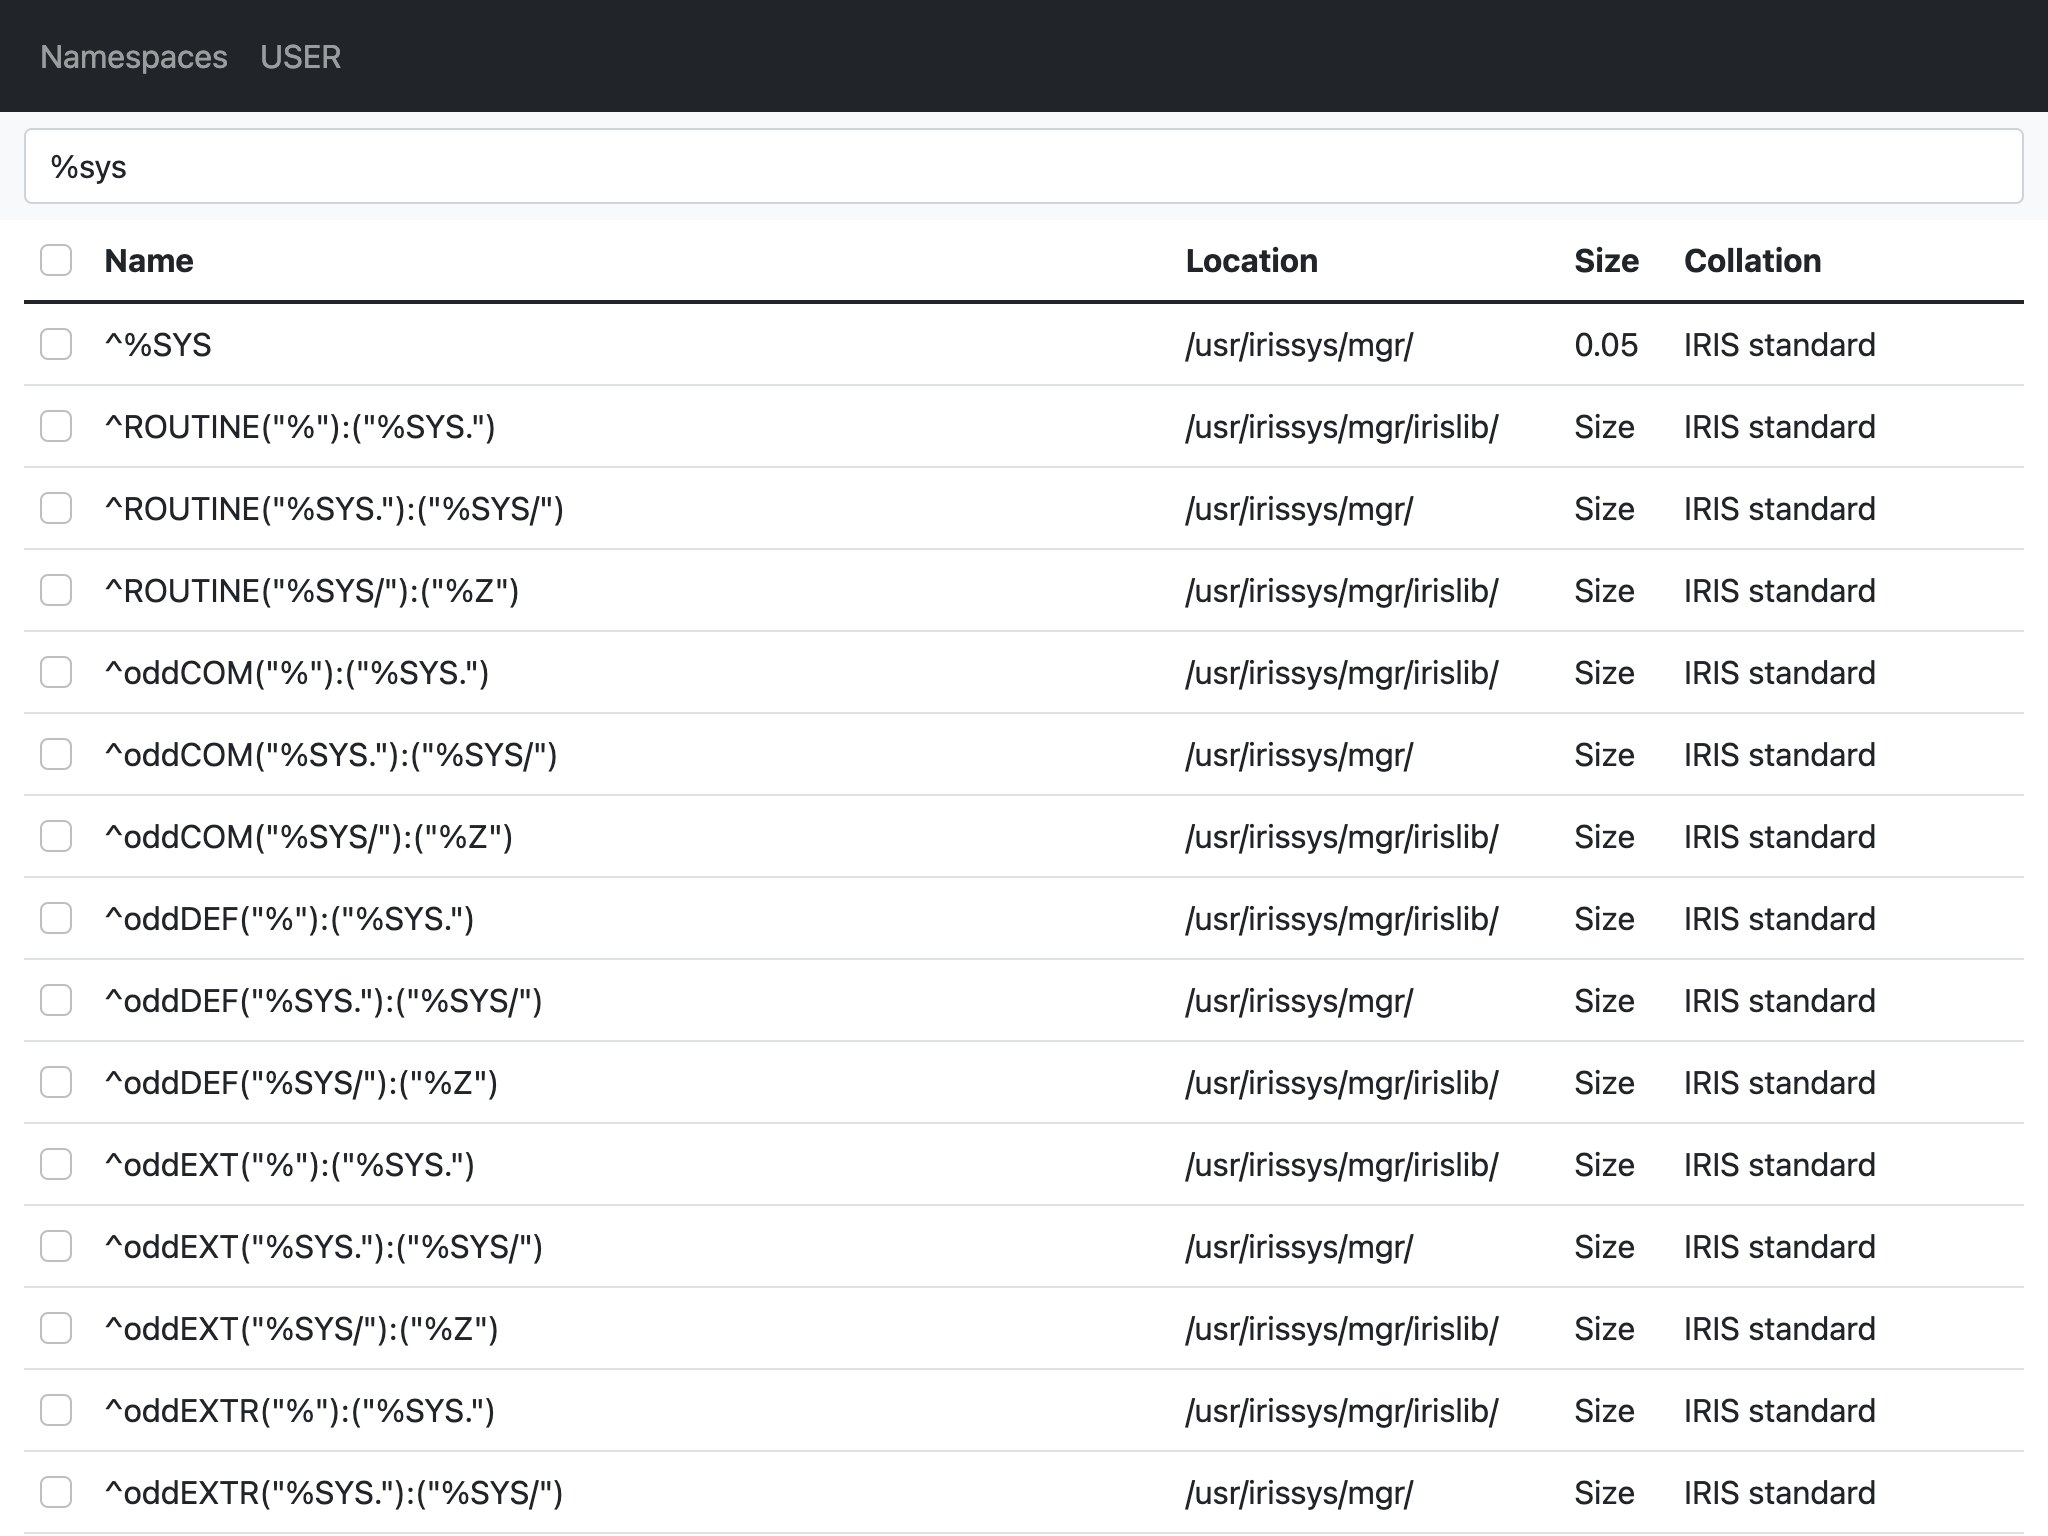 Namespaces USER
%sys
Name Location Size Collation
^%SYS /usr/irissys/mgr/ 0.05 IRIS standard
^ROUTINE("%"):("%SYS.") /usr/irissys/mgr/irislib/ Size IRIS standard
^ROUTINE("%SYS."):("%SYS/") /usr/irissys/mgr/ Size IRIS standard
^ROUTINE("%SYS/"):("%Z") /usr/irissys/mgr/irislib/ Size IRIS standard
^oddCOM("%"):("%SYS.") /usr/irissys/mgr/irislib/ Size IRIS standard
^oddCOM("%SYS."):("%SYS/") /usr/irissys/mgr/ Size IRIS standard
^oddCOM("%SYS/"):("%Z") /usr/irissys/mgr/irislib/ Size IRIS standard
^oddDEF("%"):("%SYS.") /usr/irissys/mgr/irislib/ Size IRIS standard
^oddDEF("%SYS."):("%SYS/") /usr/irissys/mgr/ Size IRIS standard
^oddDEF("%SYS/"):("%Z") /usr/irissys/mgr/irislib/ Size IRIS standard
^oddEXT("%"):("%SYS.") /usr/irissys/mgr/irislib/ Size IRIS standard
^oddEXT("%SYS."):("%SYS/") /usr/irissys/mgr/ Size IRIS standard
^oddEXT("%SYS/"):("%Z") /usr/irissys/mgr/irislib/ Size IRIS standard
^oddEXTR("%"):("%SYS.") /usr/irissys/mgr/irislib/ Size IRIS standard
^oddEXTR("%SYS."):("%SYS/") /usr/irissys/mgr/ Size IRIS standard